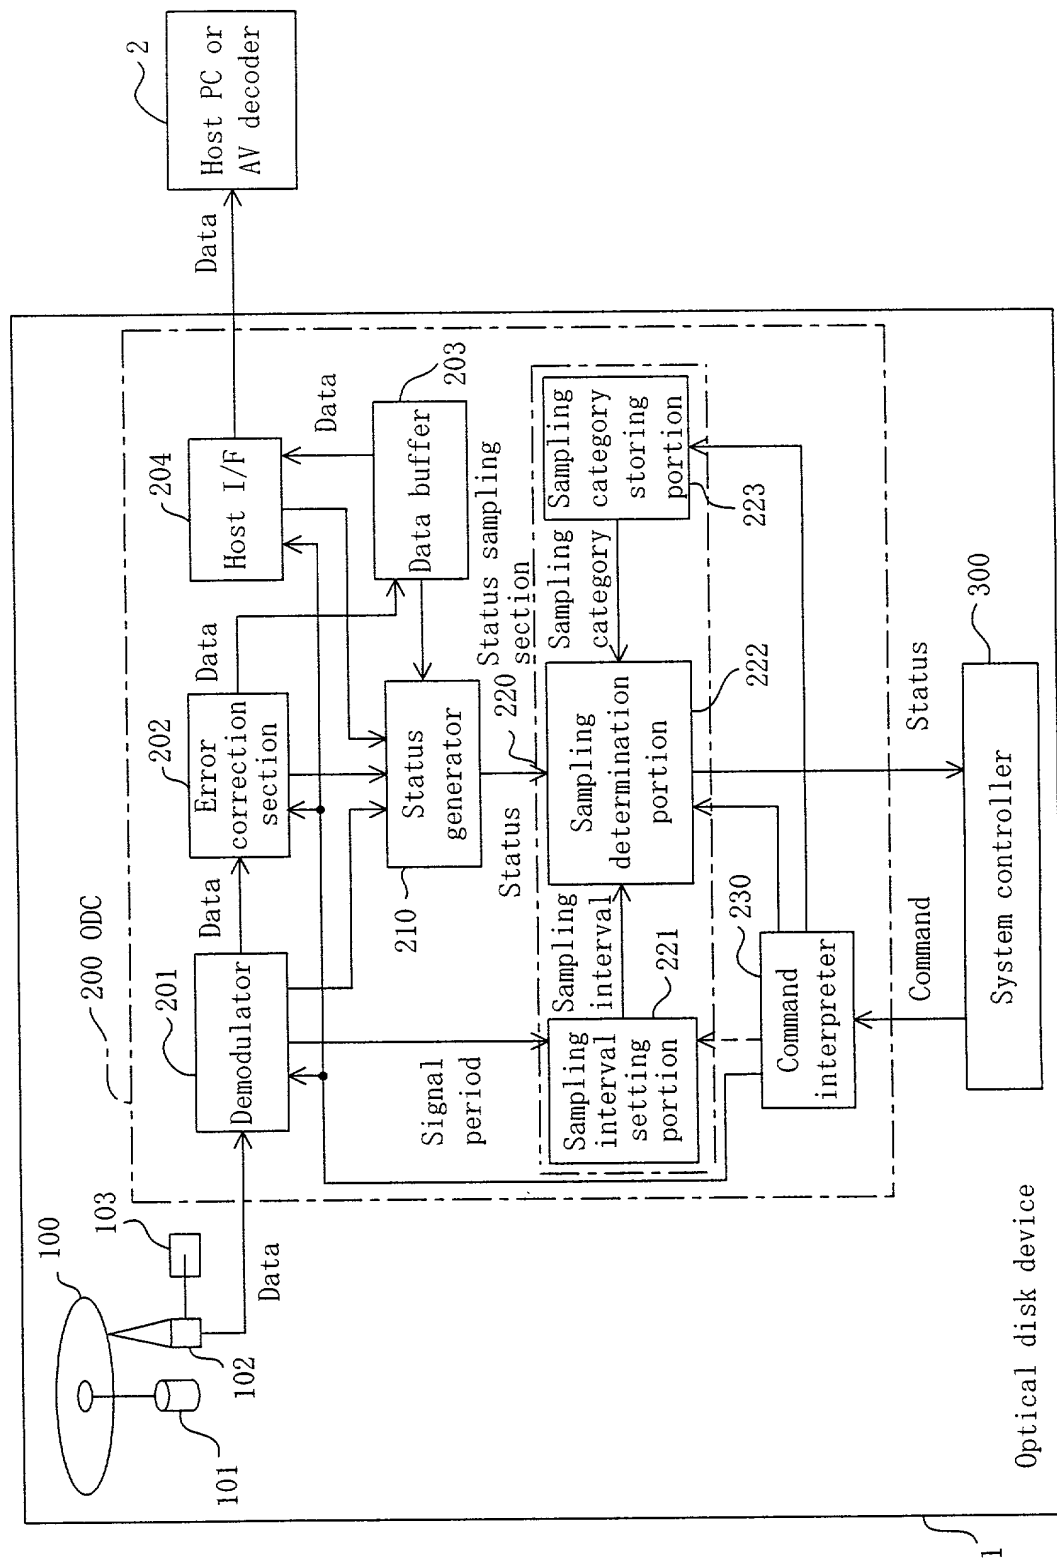 100
103
102
101
Data
200 ODC
201
Demodulator
Data
202
Error
correction
section
Data
204
Host I/F
Data
203
Data buffer
Data
2
Host PC or
AV decoder
Signal
period
210
Status
generator
Status
220
Status sampling
section
Sampling
interval
setting
portion
221
Sampling
interval
Sampling
determination
portion
222
Sampling
category
Sampling
category
storing
portion
223
230
Command
interpreter
Command
Status
300
System controller
Optical disk device
1